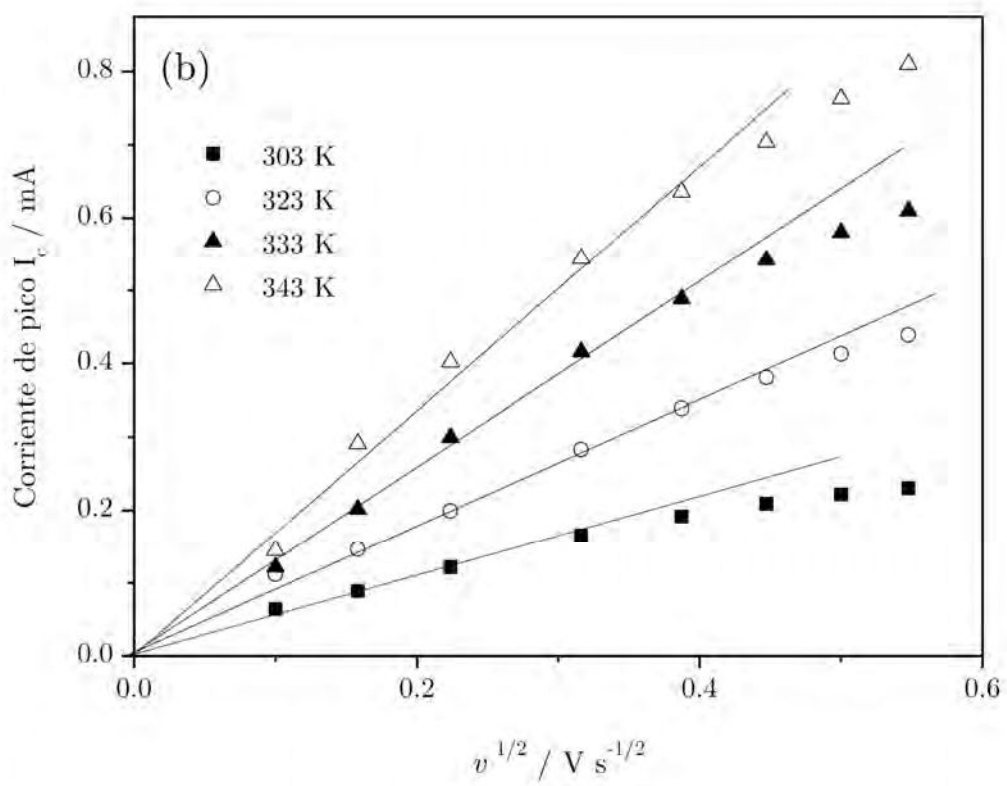 (b)
303 K
323 K
333 K
343 K
Corriente de pico I_c / mA
0.8
0.6
0.4
0.2
0.0
0.0 0.2 0.4 0.6
v^1/2 / V s^-1/2